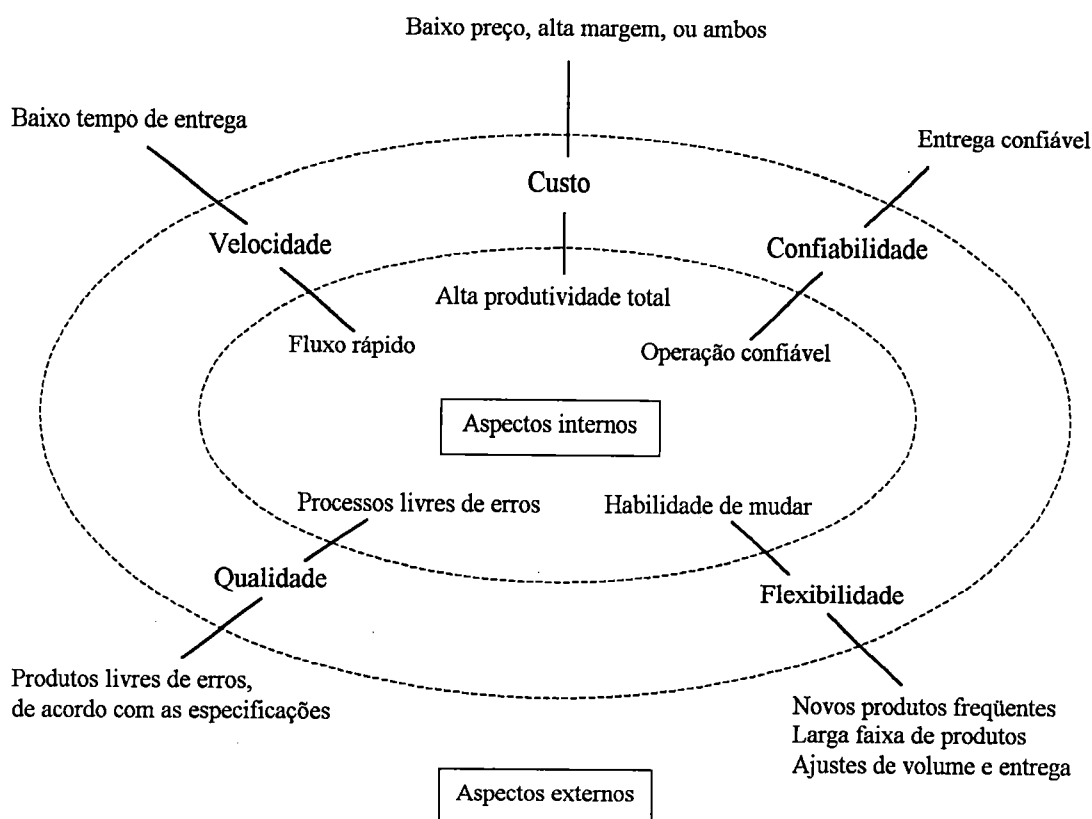 Baixo preço, alta margem, ou ambos
Baixo tempo de entrega
Entrega confiável
Custo
Velocidade
Confiabilidade
Alta produtividade total
Fluxo rápido
Operação confiável
Aspectos internos
Processos livres de erros
Habilidade de mudar
Qualidade
Flexibilidade
Produtos livres de erros,
de acordo com as especificações
Novos produtos freqüentes
Larga faixa de produtos
Ajustes de volume e entrega
Aspectos externos